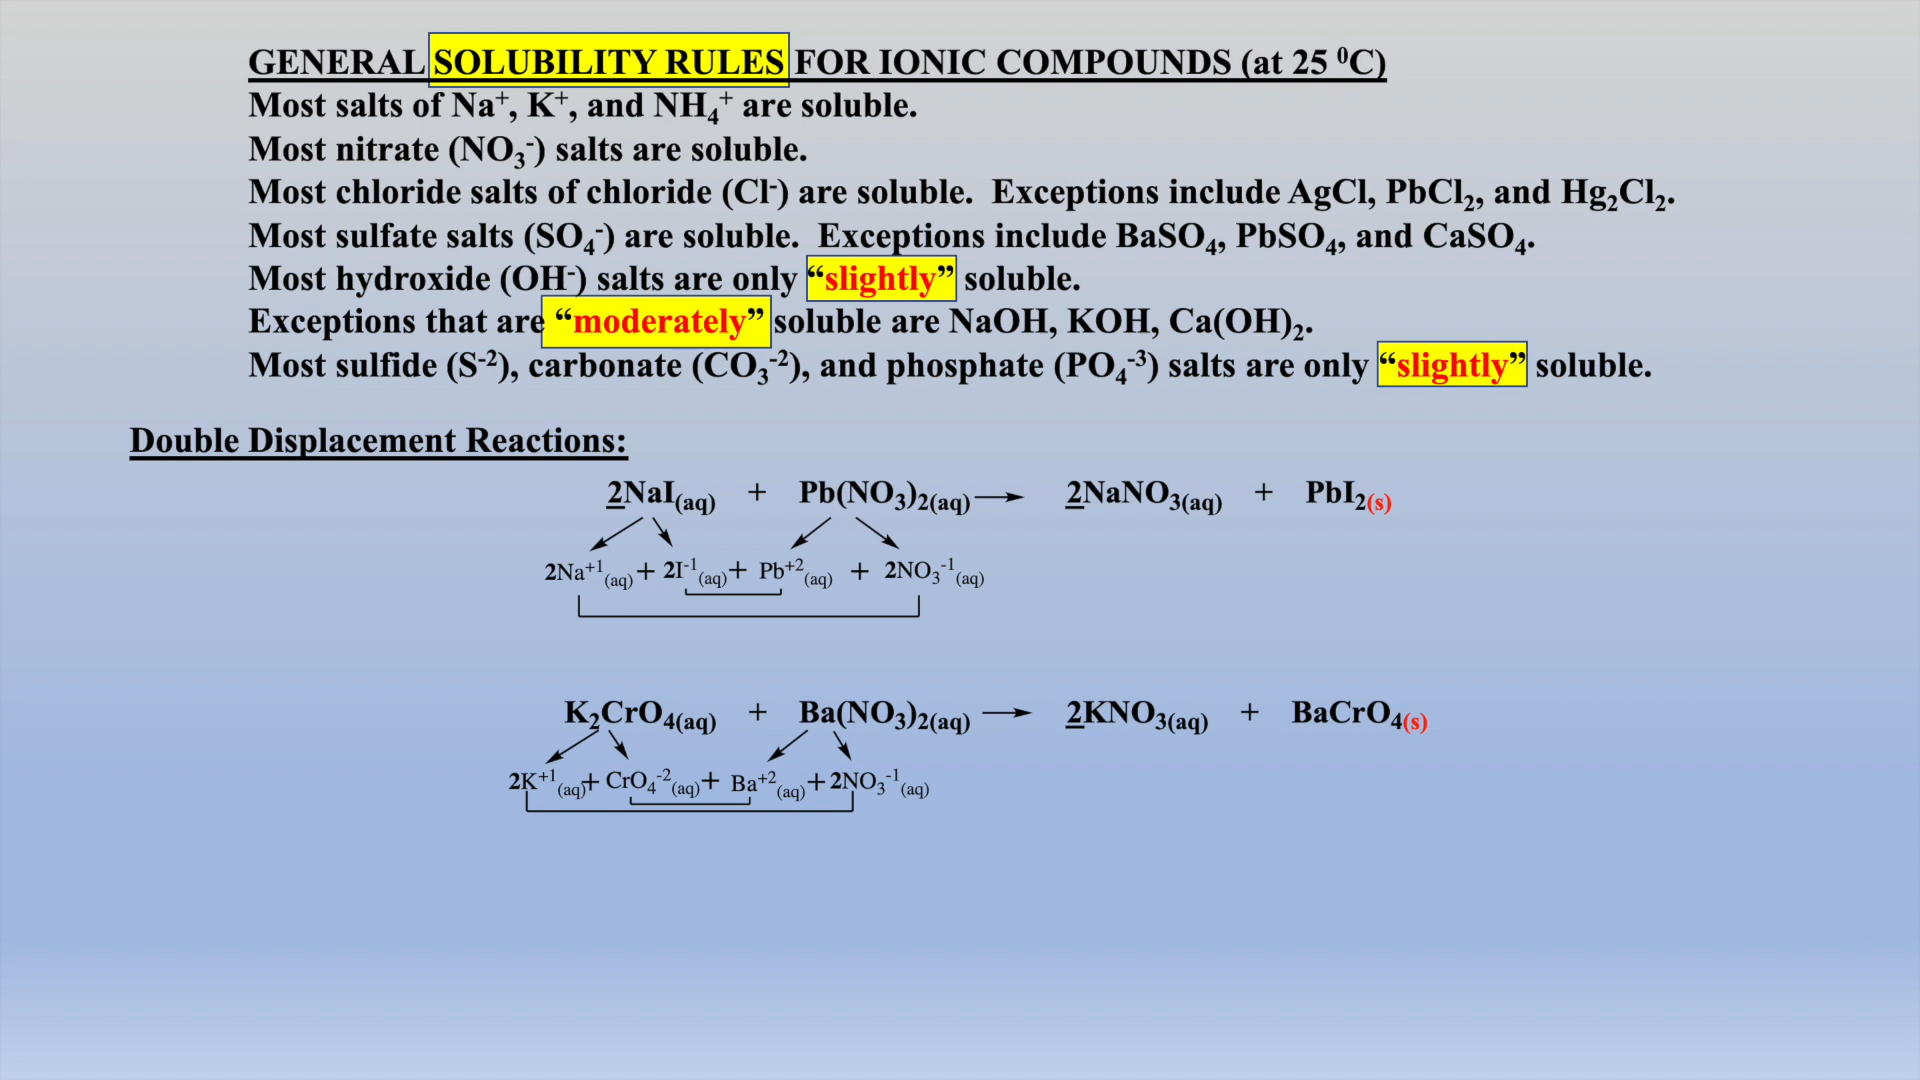 GENERAL SOLUBILITY RULES FOR IONIC COMPOUNDS (at 25 ⁰C)
Most salts of Na⁺, K⁺, and NH₄⁺ are soluble.
Most nitrate (NO₃⁻) salts are soluble.
Most chloride salts of chloride (Cl⁻) are soluble.  Exceptions include AgCl, PbCl₂, and Hg₂Cl₂.
Most sulfate salts (SO₄⁻) are soluble.  Exceptions include BaSO₄, PbSO₄, and CaSO₄.
Most hydroxide (OH⁻) salts are only “slightly” soluble.
Exceptions that are “moderately” soluble are NaOH, KOH, Ca(OH)₂.
Most sulfide (S⁻²), carbonate (CO₃⁻²), and phosphate (PO₄⁻³) salts are only “slightly” soluble.
Double Displacement Reactions:
2NaI(aq) + Pb(NO₃)₂(aq) → 2NaNO₃(aq) + PbI₂(s)
2Na⁺¹(aq) + 2I⁻¹(aq) + Pb⁺²(aq) + 2NO₃⁻¹(aq)
K₂CrO₄(aq) + Ba(NO₃)₂(aq) → 2KNO₃(aq) + BaCrO₄(s)
2K⁺¹(aq) + CrO₄⁻²(aq) + Ba⁺²(aq) + 2NO₃⁻¹(aq)